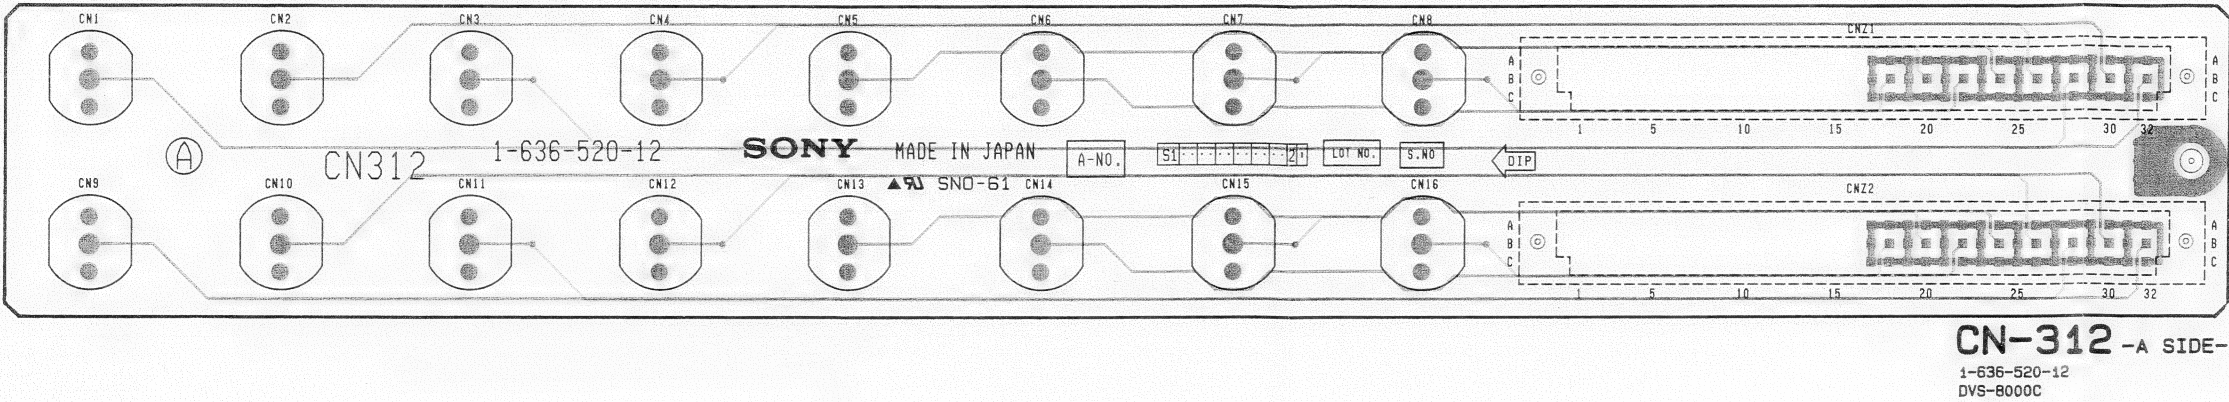 CN1 CN2 CN3 CN4 CN5 CN6 CN7 CN8 CNZ1
A A
B B
C C
1 5 10 15 20 25 30 32
A CN312 1-636-520-12 SONY MADE IN JAPAN A-NO. S1 2 LOT NO. S.NO DIP
SNO-61
CN9 CN10 CN11 CN12 CN13 CN14 CN15 CN16 CNZ2
A A
B B
C C
1 5 10 15 20 25 30 32
CN-312 -A SIDE-
1-636-520-12
DVS-8000C